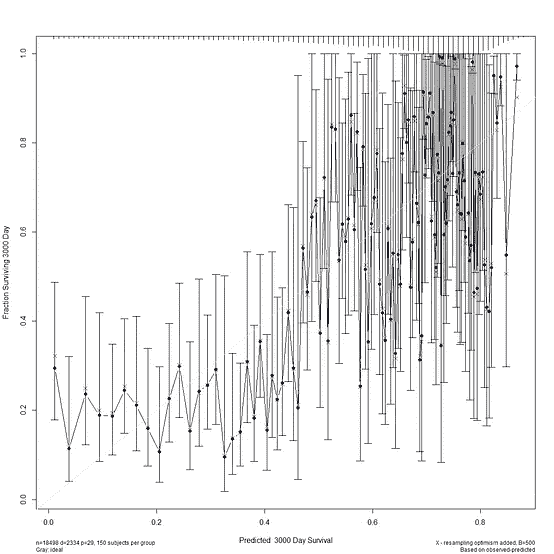 1.0
0.8
0.6
0.4
0.2
0.0
Fraction Surviving 3000 Day
0.0 0.2 0.4 0.6 0.8
Predicted 3000 Day Survival
n=18498 d=2334 p=29, 150 subjects per group
Gray: ideal
X - resampling optimism added, B=500
Based on observed-predicted